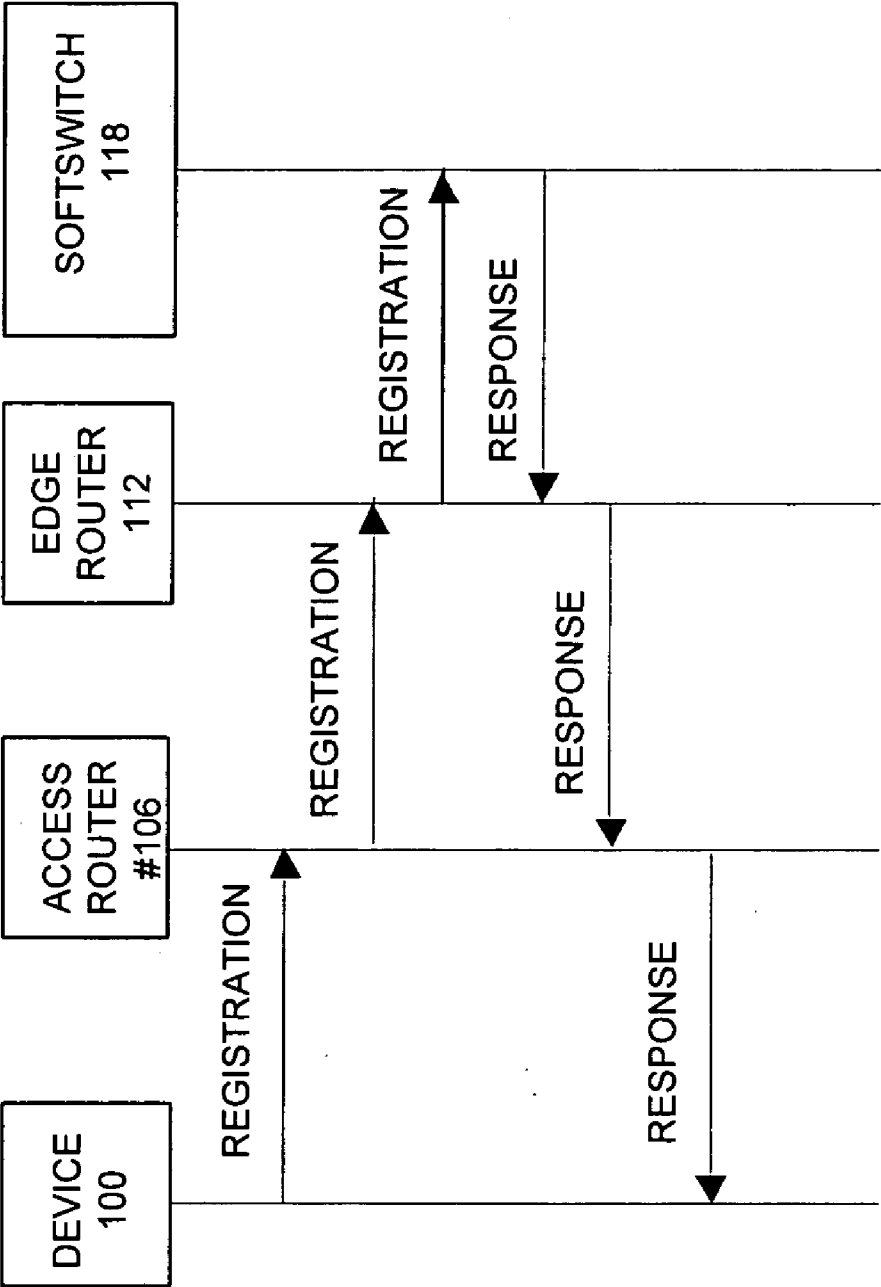 DEVICE
100
ACCESS
ROUTER
#106
EDGE
ROUTER
112
SOFTSWITCH
118
REGISTRATION
REGISTRATION
REGISTRATION
RESPONSE
RESPONSE
RESPONSE